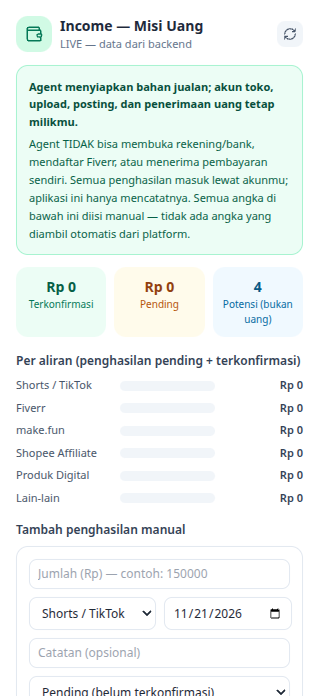 Income — Misi Uang
LIVE — data dari backend
Agent menyiapkan bahan jualan; akun toko,
upload, posting, dan penerimaan uang tetap
milikmu.
Agent TIDAK bisa membuka rekening/bank,
mendaftar Fiverr, atau menerima pembayaran
sendiri. Semua penghasilan masuk lewat akunmu;
aplikasi ini hanya mencatatnya. Semua angka di
bawah ini diisi manual — tidak ada angka yang
diambil otomatis dari platform.
Rp 0
Terkonfirmasi
Rp 0
Pending
4
Potensi (bukan
uang)
Per aliran (penghasilan pending + terkonfirmasi)
Shorts / TikTok Rp 0
Fiverr Rp 0
make.fun Rp 0
Shopee Affiliate Rp 0
Produk Digital Rp 0
Lain-lain Rp 0
Tambah penghasilan manual
Jumlah (Rp) — contoh: 150000
Shorts / TikTok 11/21/2026
Catatan (opsional)
Pending (belum terkonfirmasi)